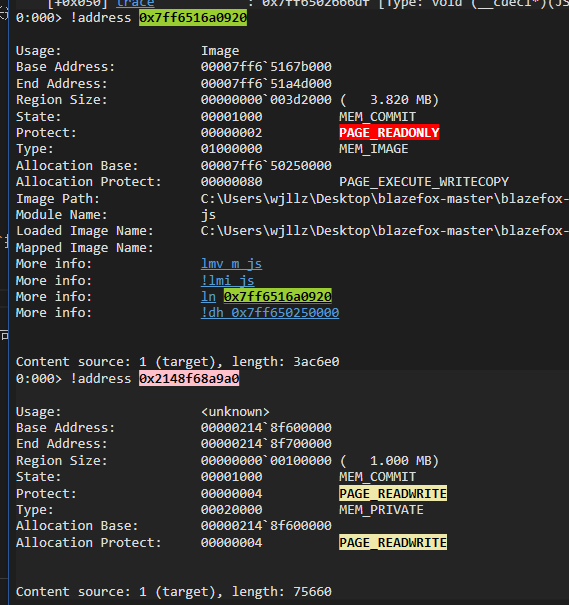 [+0x050] trace : 0x7ff6502666df [Type: void (__cdecl*)(JS
0:000> !address 0x7ff6516a0920
Usage: Image
Base Address: 00007ff6`5167b000
End Address: 00007ff6`51a4d000
Region Size: 00000000`003d2000 ( 3.820 MB)
State: 00001000 MEM_COMMIT
Protect: 00000002 PAGE_READONLY
Type: 01000000 MEM_IMAGE
Allocation Base: 00007ff6`50250000
Allocation Protect: 00000080 PAGE_EXECUTE_WRITECOPY
Image Path: C:\Users\wjllz\Desktop\blazefox-master\blazefox-
Module Name: js
Loaded Image Name: C:\Users\wjllz\Desktop\blazefox-master\blazefox-
Mapped Image Name:
More info: lmv m js
More info: !lmi js
More info: ln 0x7ff6516a0920
More info: !dh 0x7ff650250000
Content source: 1 (target), length: 3ac6e0
0:000> !address 0x2148f68a9a0
Usage: <unknown>
Base Address: 00000214`8f600000
End Address: 00000214`8f700000
Region Size: 00000000`00100000 ( 1.000 MB)
State: 00001000 MEM_COMMIT
Protect: 00000004 PAGE_READWRITE
Type: 00020000 MEM_PRIVATE
Allocation Base: 00000214`8f600000
Allocation Protect: 00000004 PAGE_READWRITE
Content source: 1 (target), length: 75660